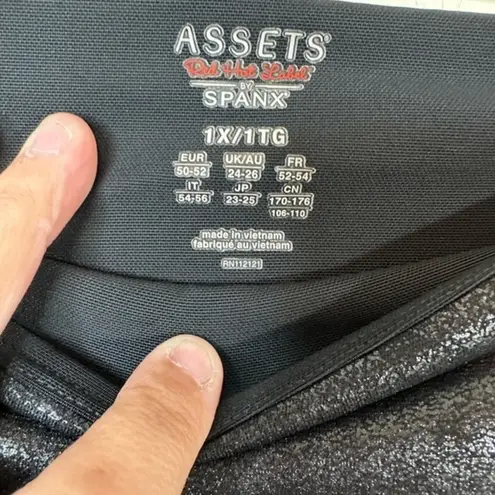 ASSETS®
Red Hot Label™
BY
SPANX®
1X/1TG
EUR UK/AU FR
50-52 24-26 52-54
IT JP CN
54-56 23-25 170-176
106-110
made in vietnam
fabriqué au vietnam
RN112121